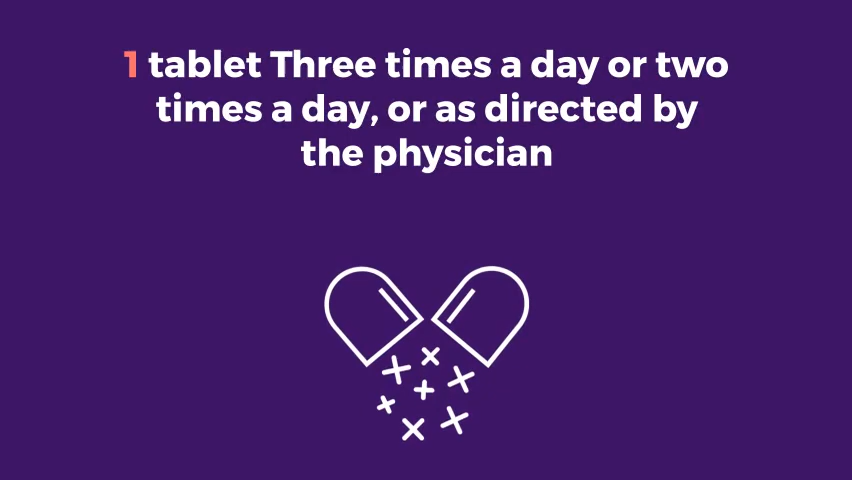 1 tablet Three times a day or two
times a day, or as directed by
the physician